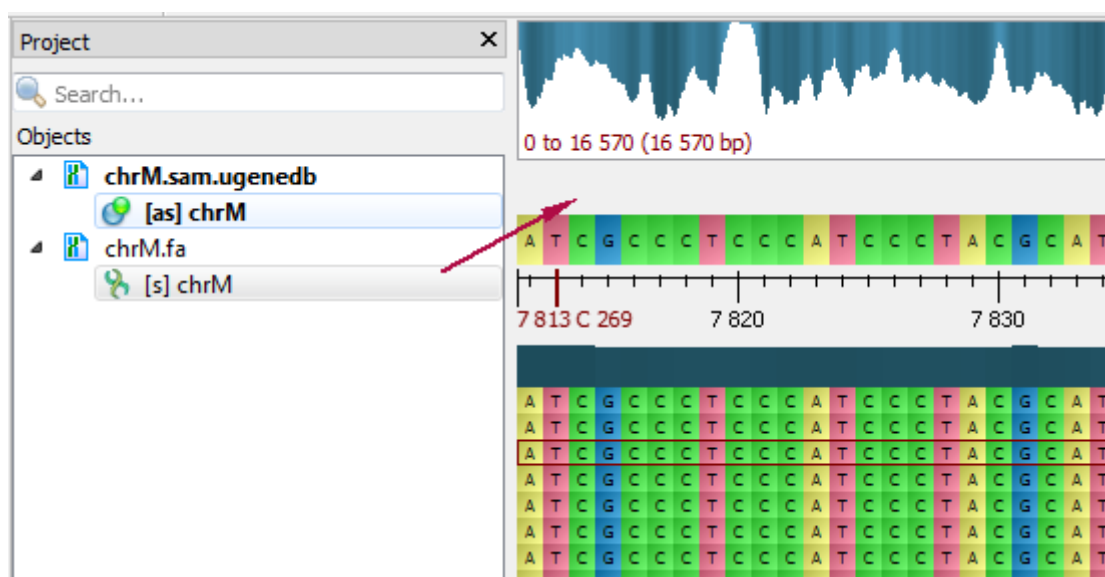 Project
Search...
Objects
chrM.sam.ugenedb
[as] chrM
chrM.fa
[s] chrM
0 to 16 570 (16 570 bp)
A T C G C C C T C C C A T C C C T A C G C A T
7 813 C 269 7 820 7 830
A T C G C C C T C C C A T C C C T A C G C A T
A T C G C C C T C C C A T C C C T A C G C A T
A T C G C C C T C C C A T C C C T A C G C A T
A T C G C C C T C C C A T C C C T A C G C A T
A T C G C C C T C C C A T C C C T A C G C A T
A T C G C C C T C C C A T C C C T A C G C A T
A T C G C C C T C C C A T C C C T A C G C A T